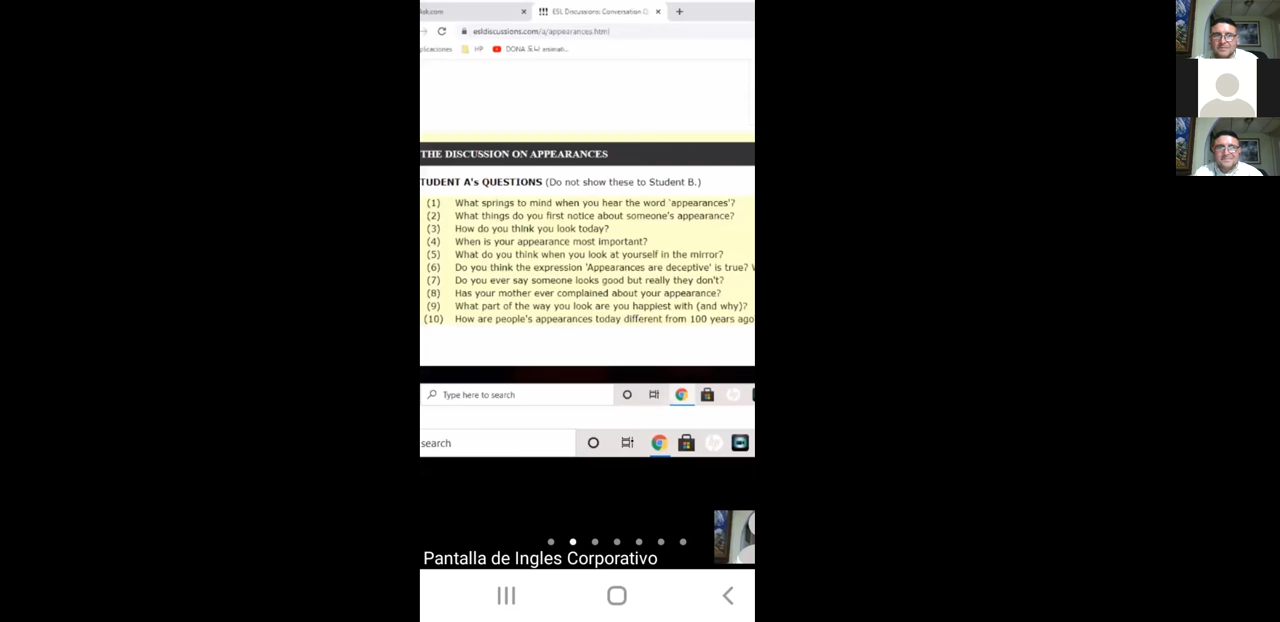 Ask.com
ESL Discussions: Conversation Q
esldiscussions.com/a/appearances.html
plicaciones HP DONA 도나 animati...
THE DISCUSSION ON APPEARANCES
TUDENT A's QUESTIONS (Do not show these to Student B.)
(1) What springs to mind when you hear the word 'appearances'?
(2) What things do you first notice about someone's appearance?
(3) How do you think you look today?
(4) When is your appearance most important?
(5) What do you think when you look at yourself in the mirror?
(6) Do you think the expression 'Appearances are deceptive' is true? W
(7) Do you ever say someone looks good but really they don't?
(8) Has your mother ever complained about your appearance?
(9) What part of the way you look are you happiest with (and why)?
(10) How are people's appearances today different from 100 years ago
Type here to search
search
Pantalla de Ingles Corporativo